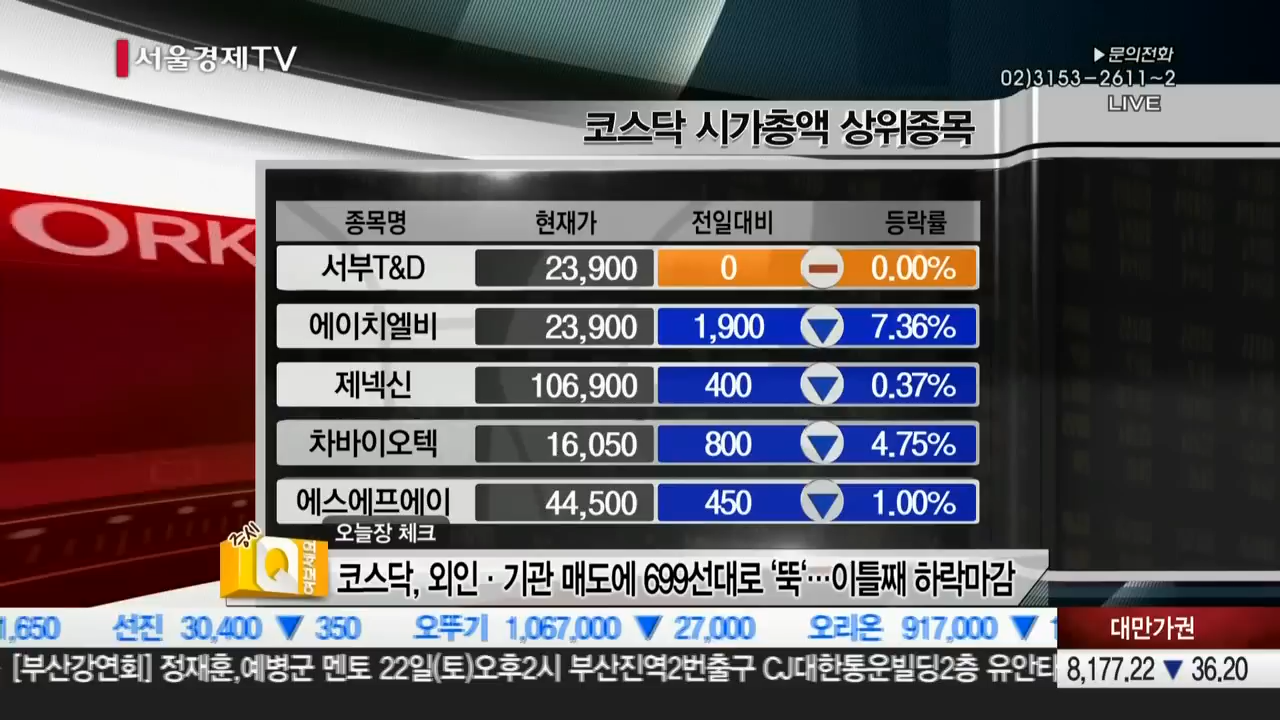 서울경제TV
▶문의전화
02)3153-2611~2
LIVE
코스닥 시가총액 상위종목
ORK
종목명 현재가 전일대비 등락률
서부T&D 23,900 0 0.00%
에이치엘비 23,900 1,900 ▼ 7.36%
제넥신 106,900 400 ▼ 0.37%
차바이오텍 16,050 800 ▼ 4.75%
에스에프에이 44,500 450 ▼ 1.00%
오늘장 체크
증시
IQ
코스닥, 외인·기관 매도에 699선대로 '뚝'…이틀째 하락마감
1,650 선진 30,400 ▼ 350 오뚜기 1,067,000 ▼ 27,000 오리온 917,000 ▼ 1
대만가권
[부산강연회] 정재훈,예병군 멘토 22일(토)오후2시 부산진역2번출구 CJ대한통운빌딩2층 유안타
8,177.22 ▼ 36.20